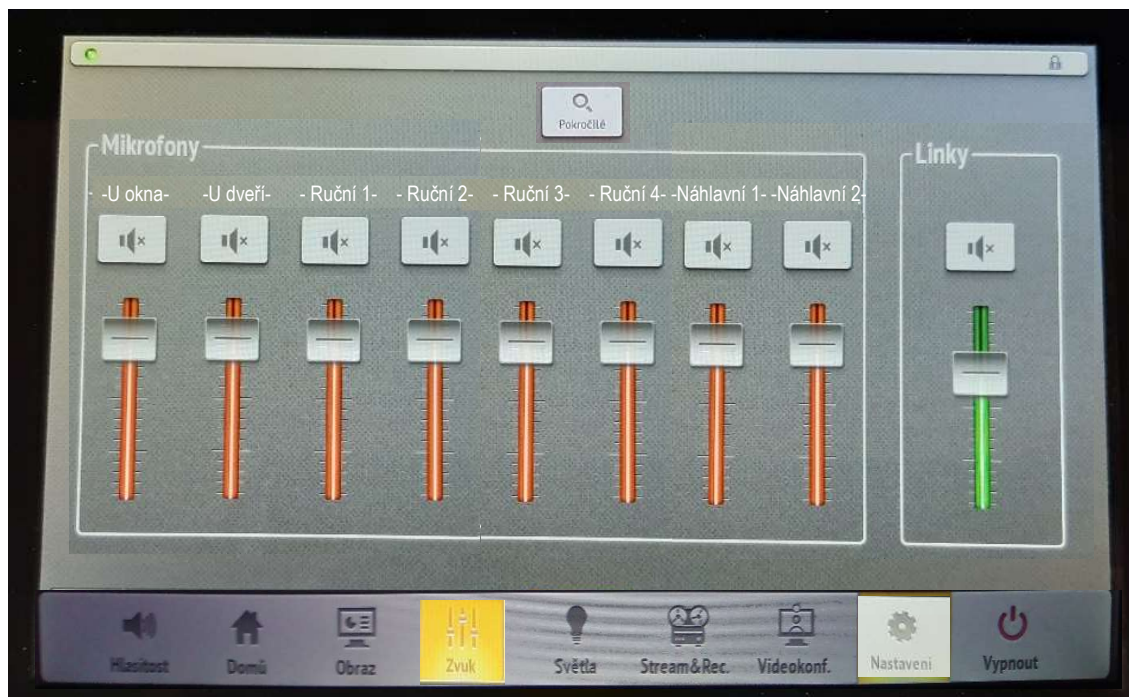 Pokročilé
Mikrofony
Linky
-U okna- -U dveří- - Ruční 1- - Ruční 2- - Ruční 3- - Ruční 4- -Náhlavní 1- -Náhlavní 2-
Hlasitost Domů Obraz Zvuk Světla Stream&Rec. Videokonf. Nastavení Vypnout